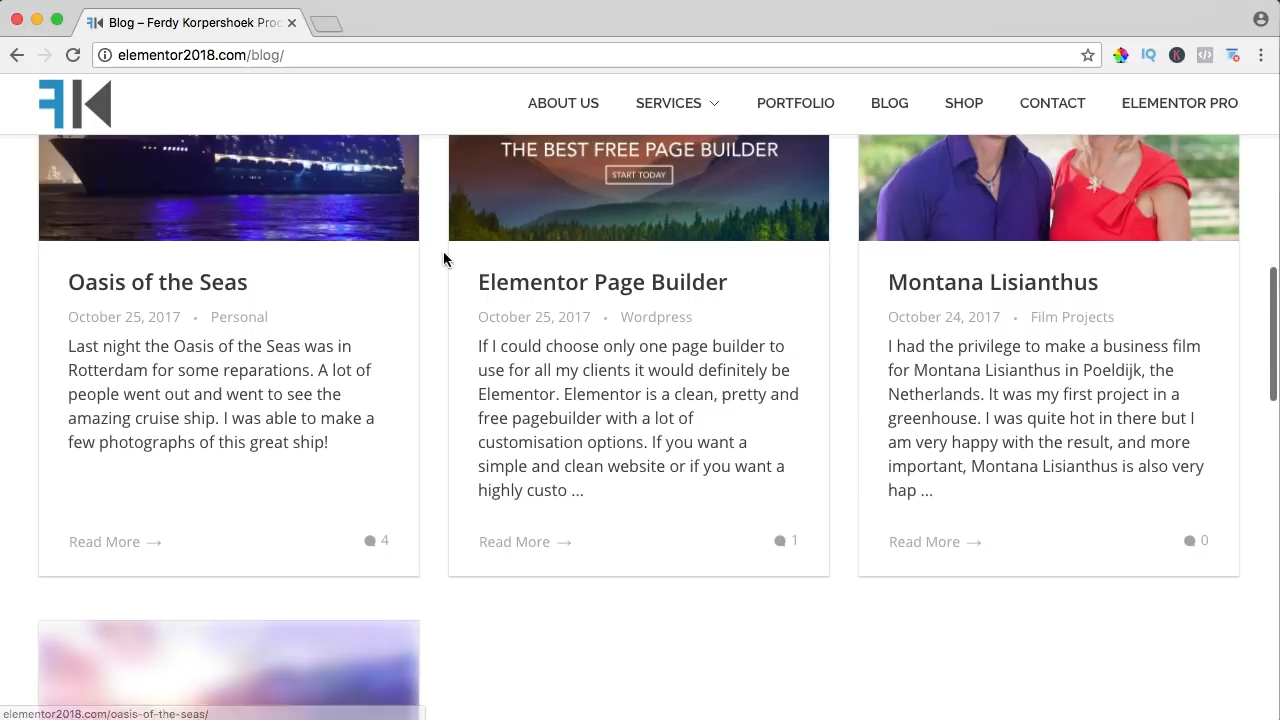 Blog – Ferdy Korpershoek Pro
elementor2018.com/blog/
FK
ABOUT US SERVICES PORTFOLIO BLOG SHOP CONTACT ELEMENTOR PRO
THE BEST FREE PAGE BUILDER
START TODAY
Oasis of the Seas
October 25, 2017 • Personal
Last night the Oasis of the Seas was in
Rotterdam for some reparations. A lot of
people went out and went to see the
amazing cruise ship. I was able to make a
few photographs of this great ship!
Read More →
4
Elementor Page Builder
October 25, 2017 • Wordpress
If I could choose only one page builder to
use for all my clients it would definitely be
Elementor. Elementor is a clean, pretty and
free pagebuilder with a lot of
customisation options. If you want a
simple and clean website or if you want a
highly custo ...
Read More →
1
Montana Lisianthus
October 24, 2017 • Film Projects
I had the privilege to make a business film
for Montana Lisianthus in Poeldijk, the
Netherlands. It was my first project in a
greenhouse. I was quite hot in there but I
am very happy with the result, and more
important, Montana Lisianthus is also very
hap ...
Read More →
0
elementor2018.com/oasis-of-the-seas/